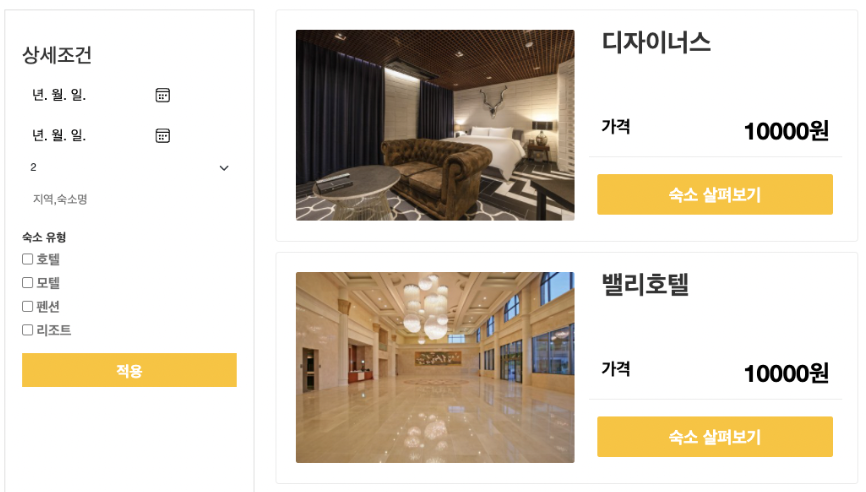 상세조건
년. 월. 일.
년. 월. 일.
2
지역,숙소명
숙소 유형
호텔
모텔
펜션
리조트
적용
디자이너스
가격
10000원
숙소 살펴보기
밸리호텔
가격
10000원
숙소 살펴보기